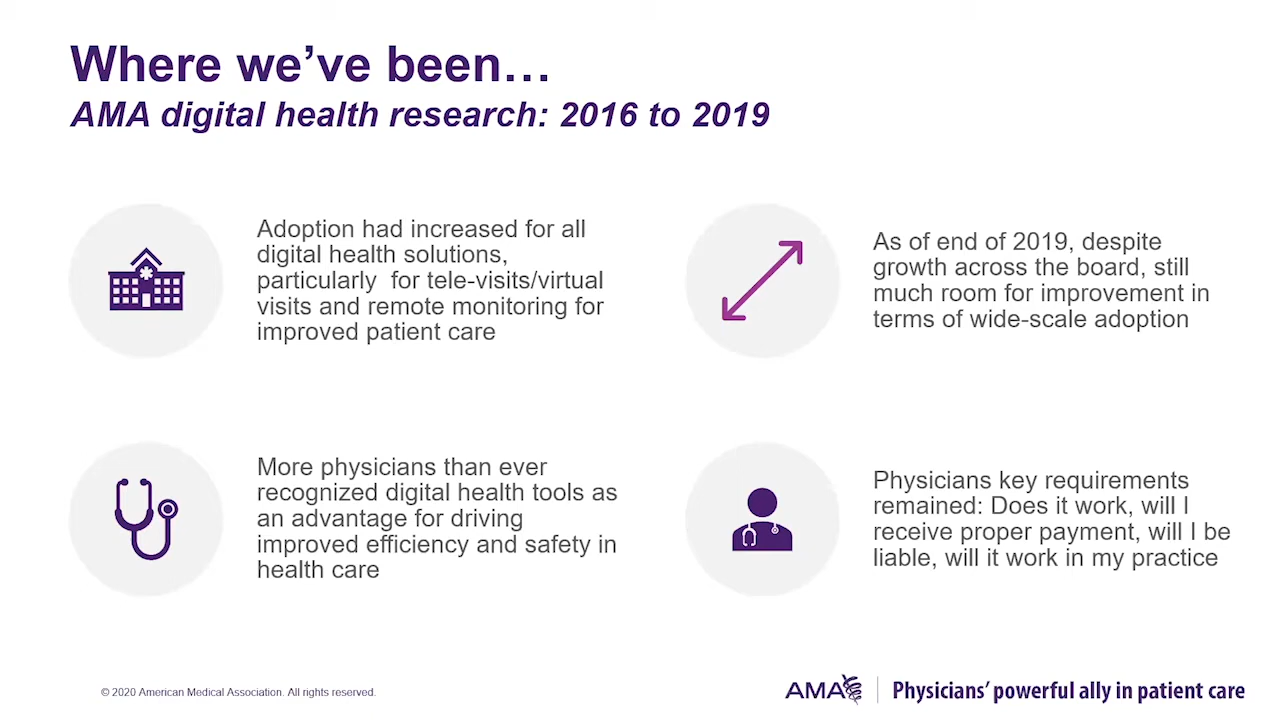 Where we've been…
AMA digital health research: 2016 to 2019
Adoption had increased for all
digital health solutions,
particularly  for tele-visits/virtual
visits and remote monitoring for
improved patient care
As of end of 2019, despite
growth across the board, still
much room for improvement in
terms of wide-scale adoption
More physicians than ever
recognized digital health tools as
an advantage for driving
improved efficiency and safety in
health care
Physicians key requirements
remained: Does it work, will I
receive proper payment, will I be
liable, will it work in my practice
© 2020 American Medical Association. All rights reserved.
AMA
Physicians' powerful ally in patient care